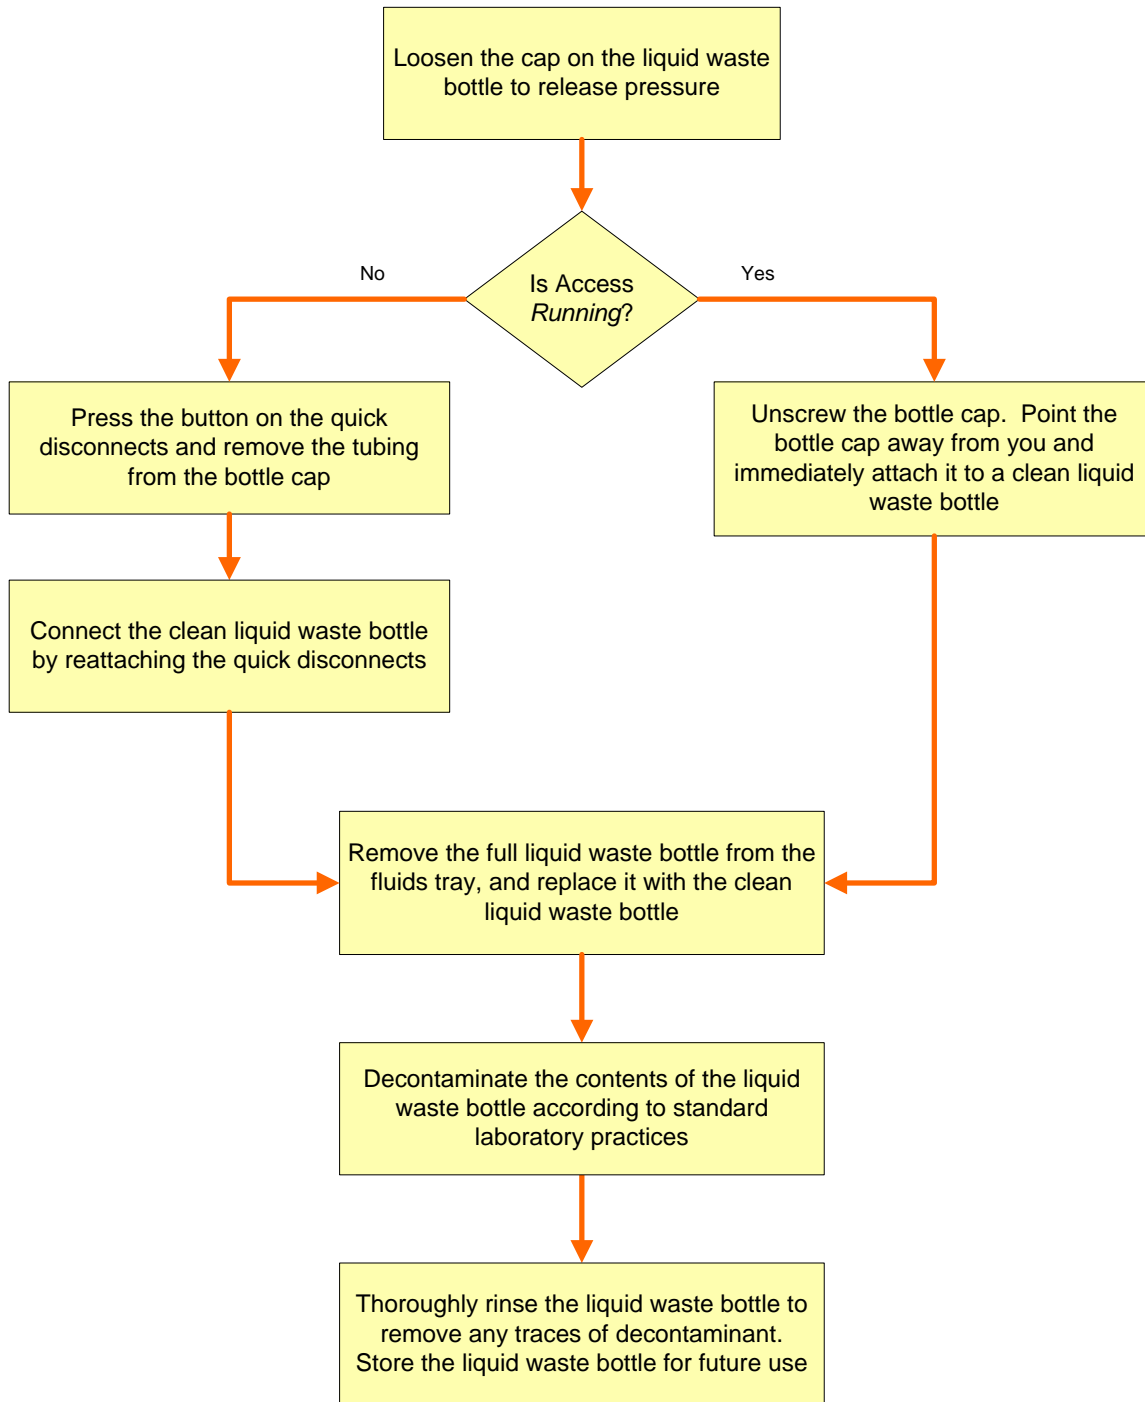 Loosen the cap on the liquid waste
bottle to release pressure
Is Access
Running?
No
Yes
Press the button on the quick
disconnects and remove the tubing
from the bottle cap
Unscrew the bottle cap.  Point the
bottle cap away from you and
immediately attach it to a clean liquid
waste bottle
Connect the clean liquid waste bottle
by reattaching the quick disconnects
Remove the full liquid waste bottle from the
fluids tray, and replace it with the clean
liquid waste bottle
Decontaminate the contents of the liquid
waste bottle according to standard
laboratory practices
Thoroughly rinse the liquid waste bottle to
remove any traces of decontaminant.
Store the liquid waste bottle for future use